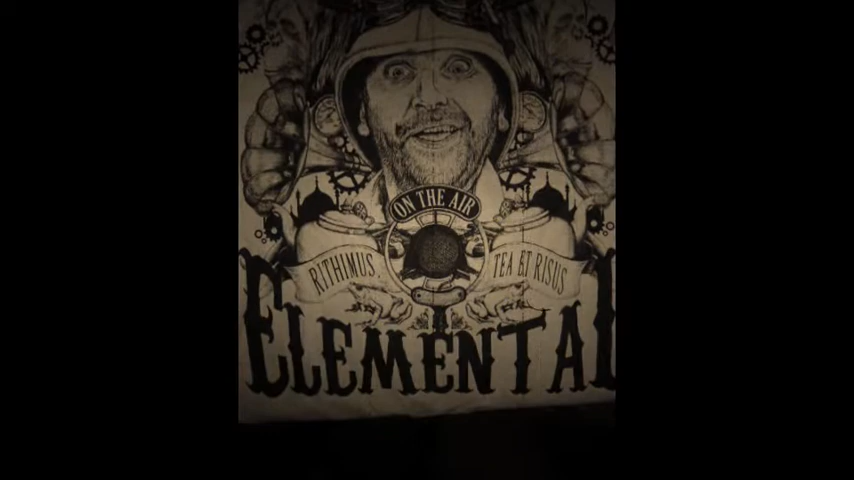 ON THE AIR
RITHIMUS. TEA ET RISUS
ELEMENTAL